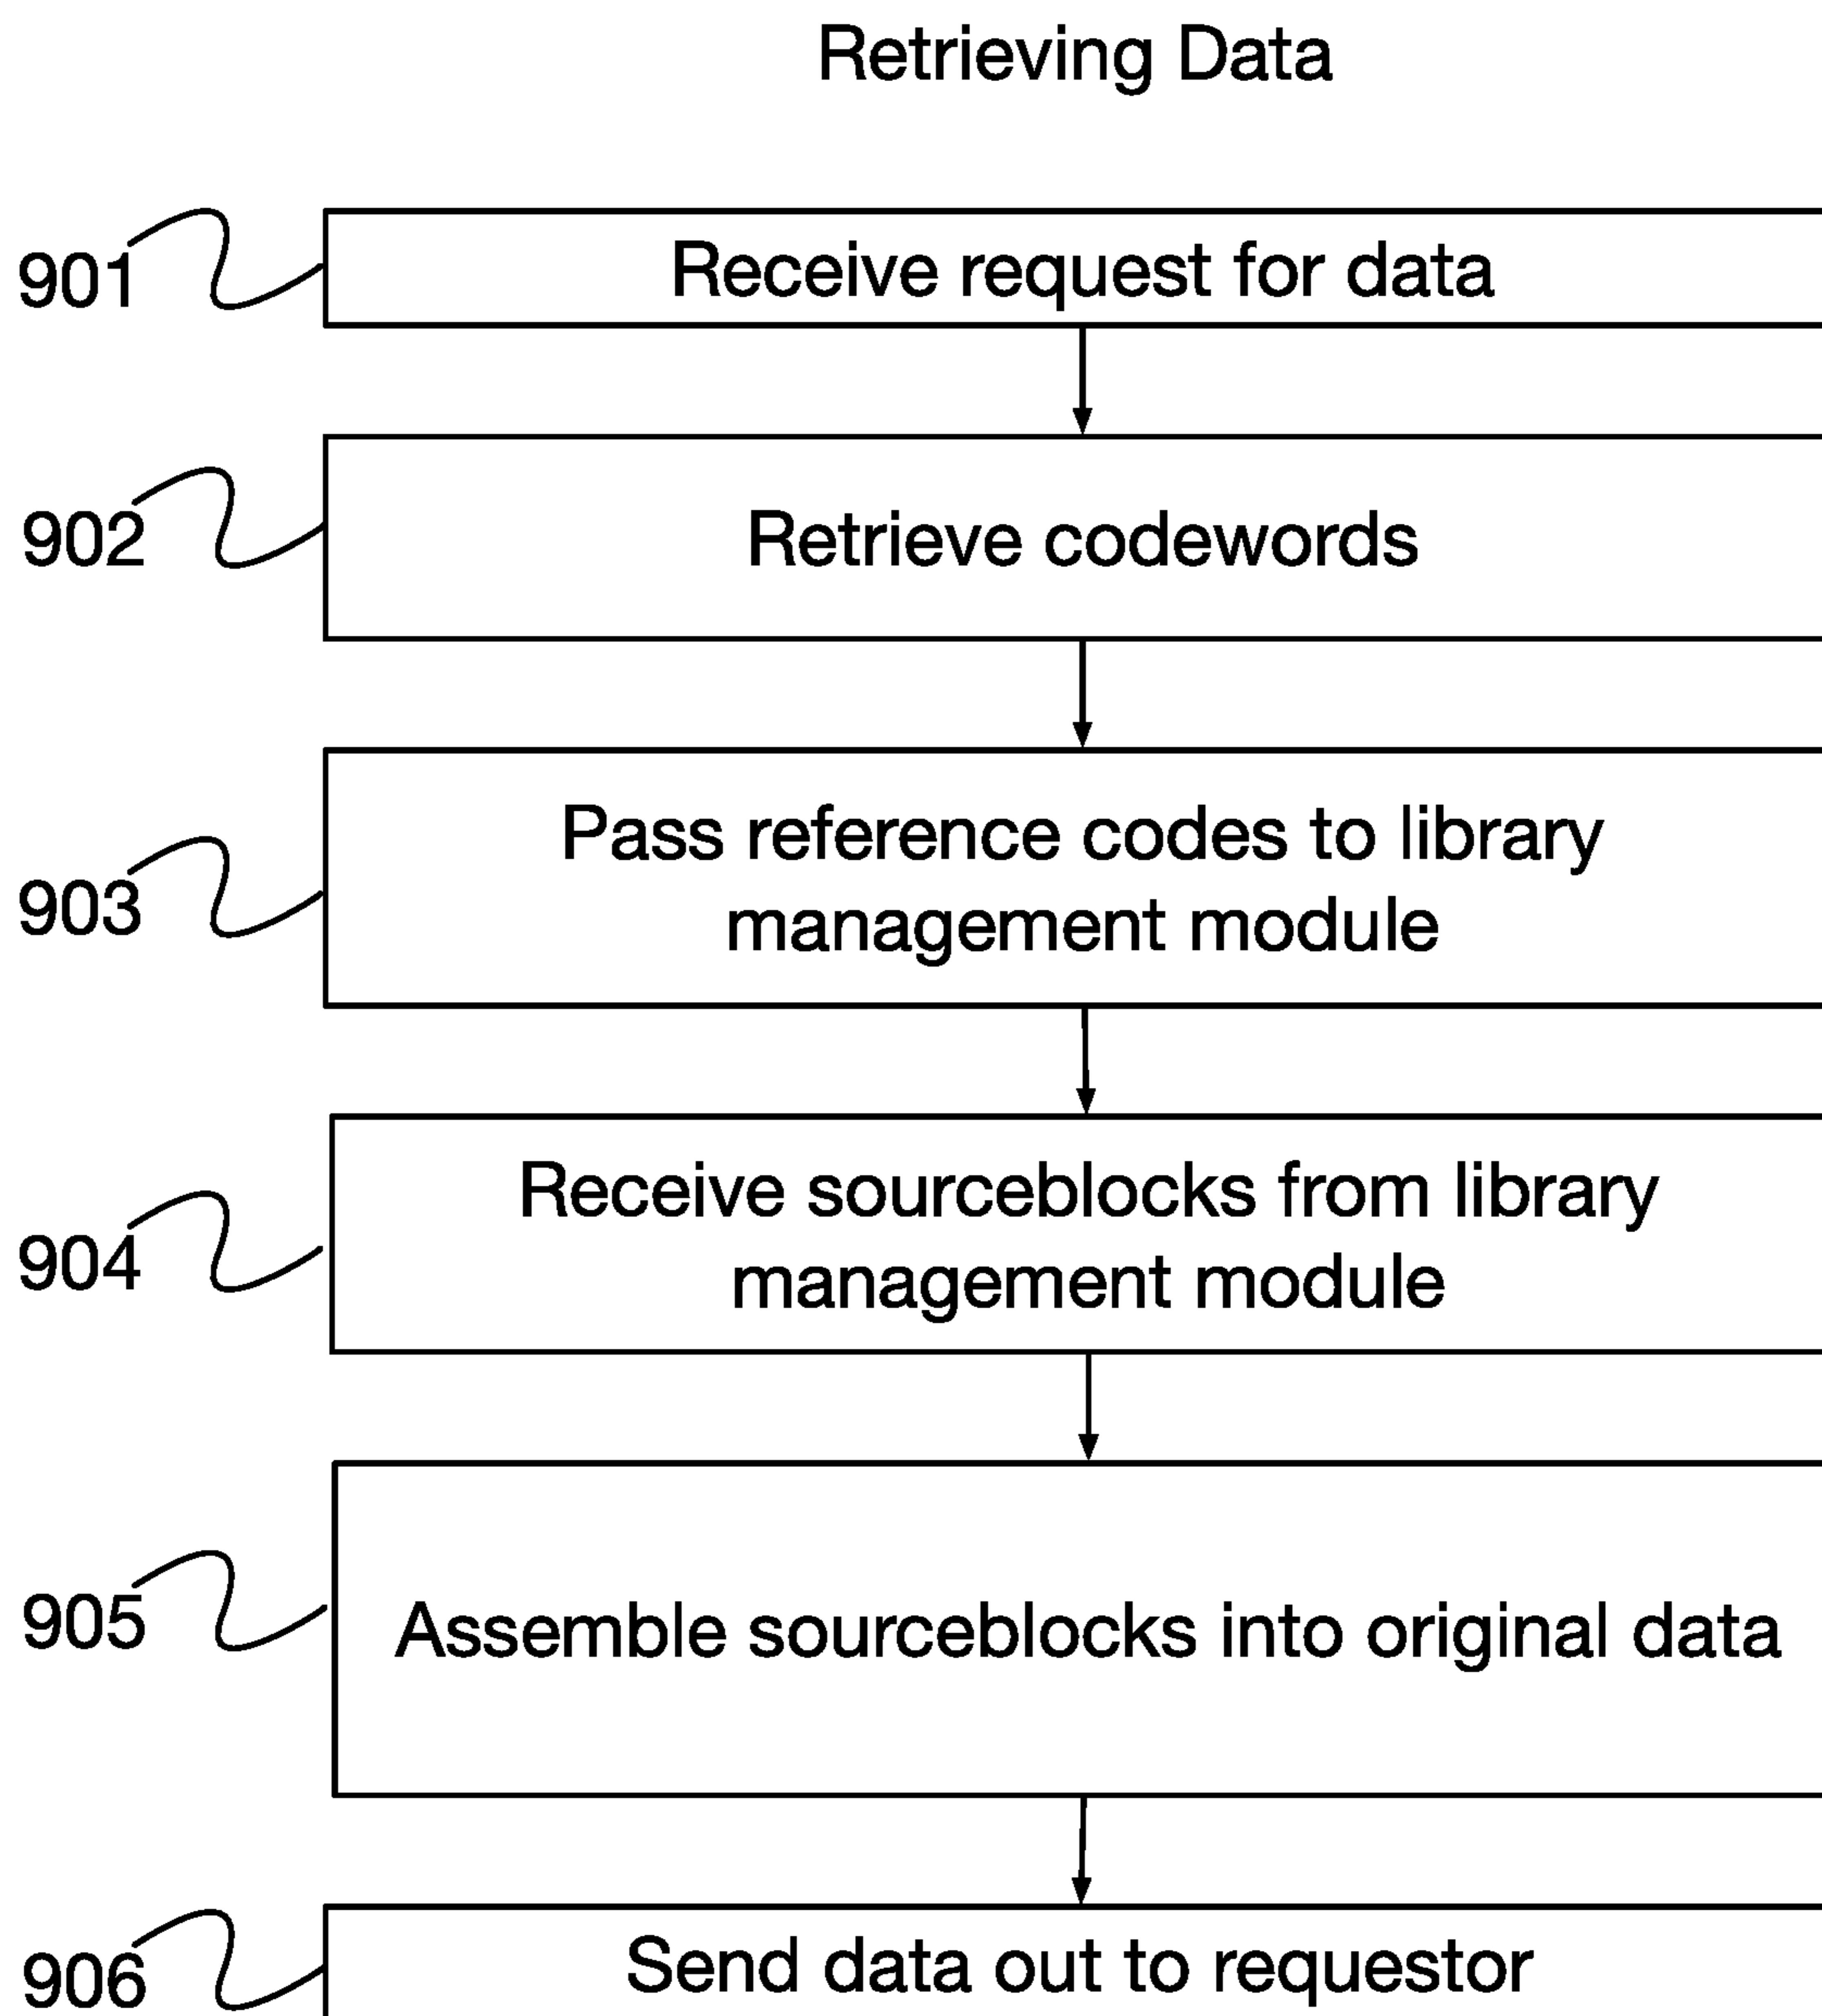 Retrieving Data
901
Receive request for data
902
Retrieve codewords
903
Pass reference codes to library
management module
904
Receive sourceblocks from library
management module
905
Assemble sourceblocks into original data
906
Send data out to requestor